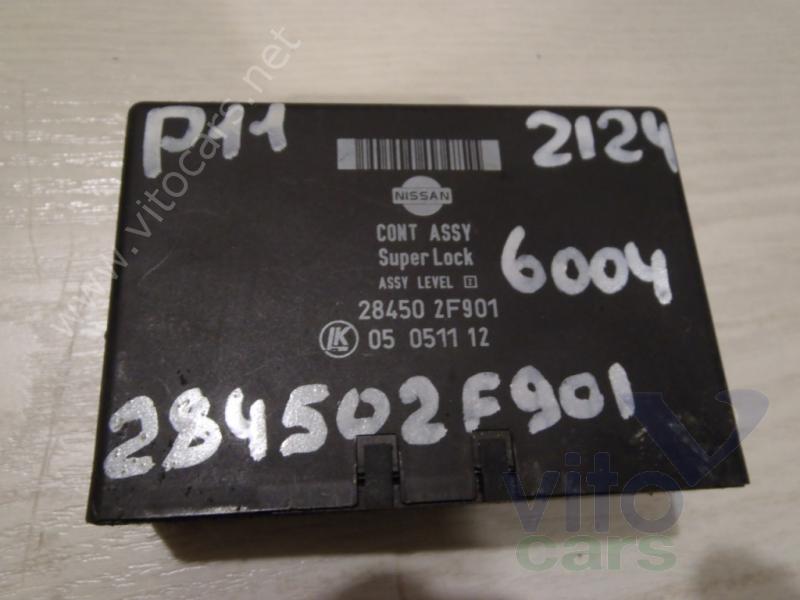 P11
2124
NISSAN
CONT ASSY
Super Lock
6004
ASSY LEVEL E
28450 2F901
LK 05 0511 12
284502F901
www.vitocars.net
vito
cars